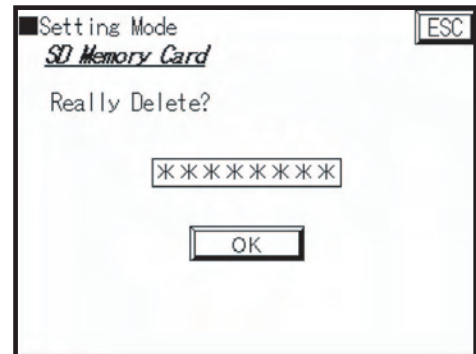 ■Setting Mode
ESC
SD Memory Card
Really Delete?
********
OK